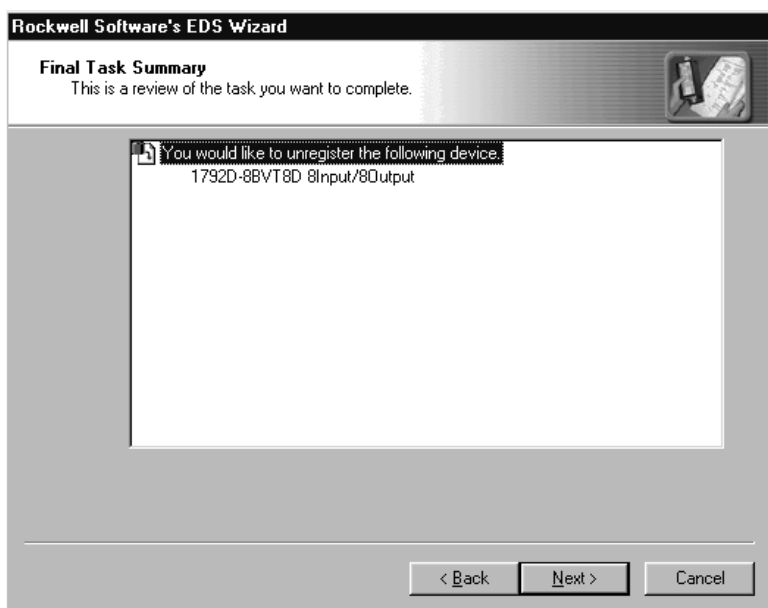 Rockwell Software's EDS Wizard
Final Task Summary
This is a review of the task you want to complete.
You would like to unregister the following device.
1792D-8BVT8D 8Input/8Output
< Back
Next >
Cancel